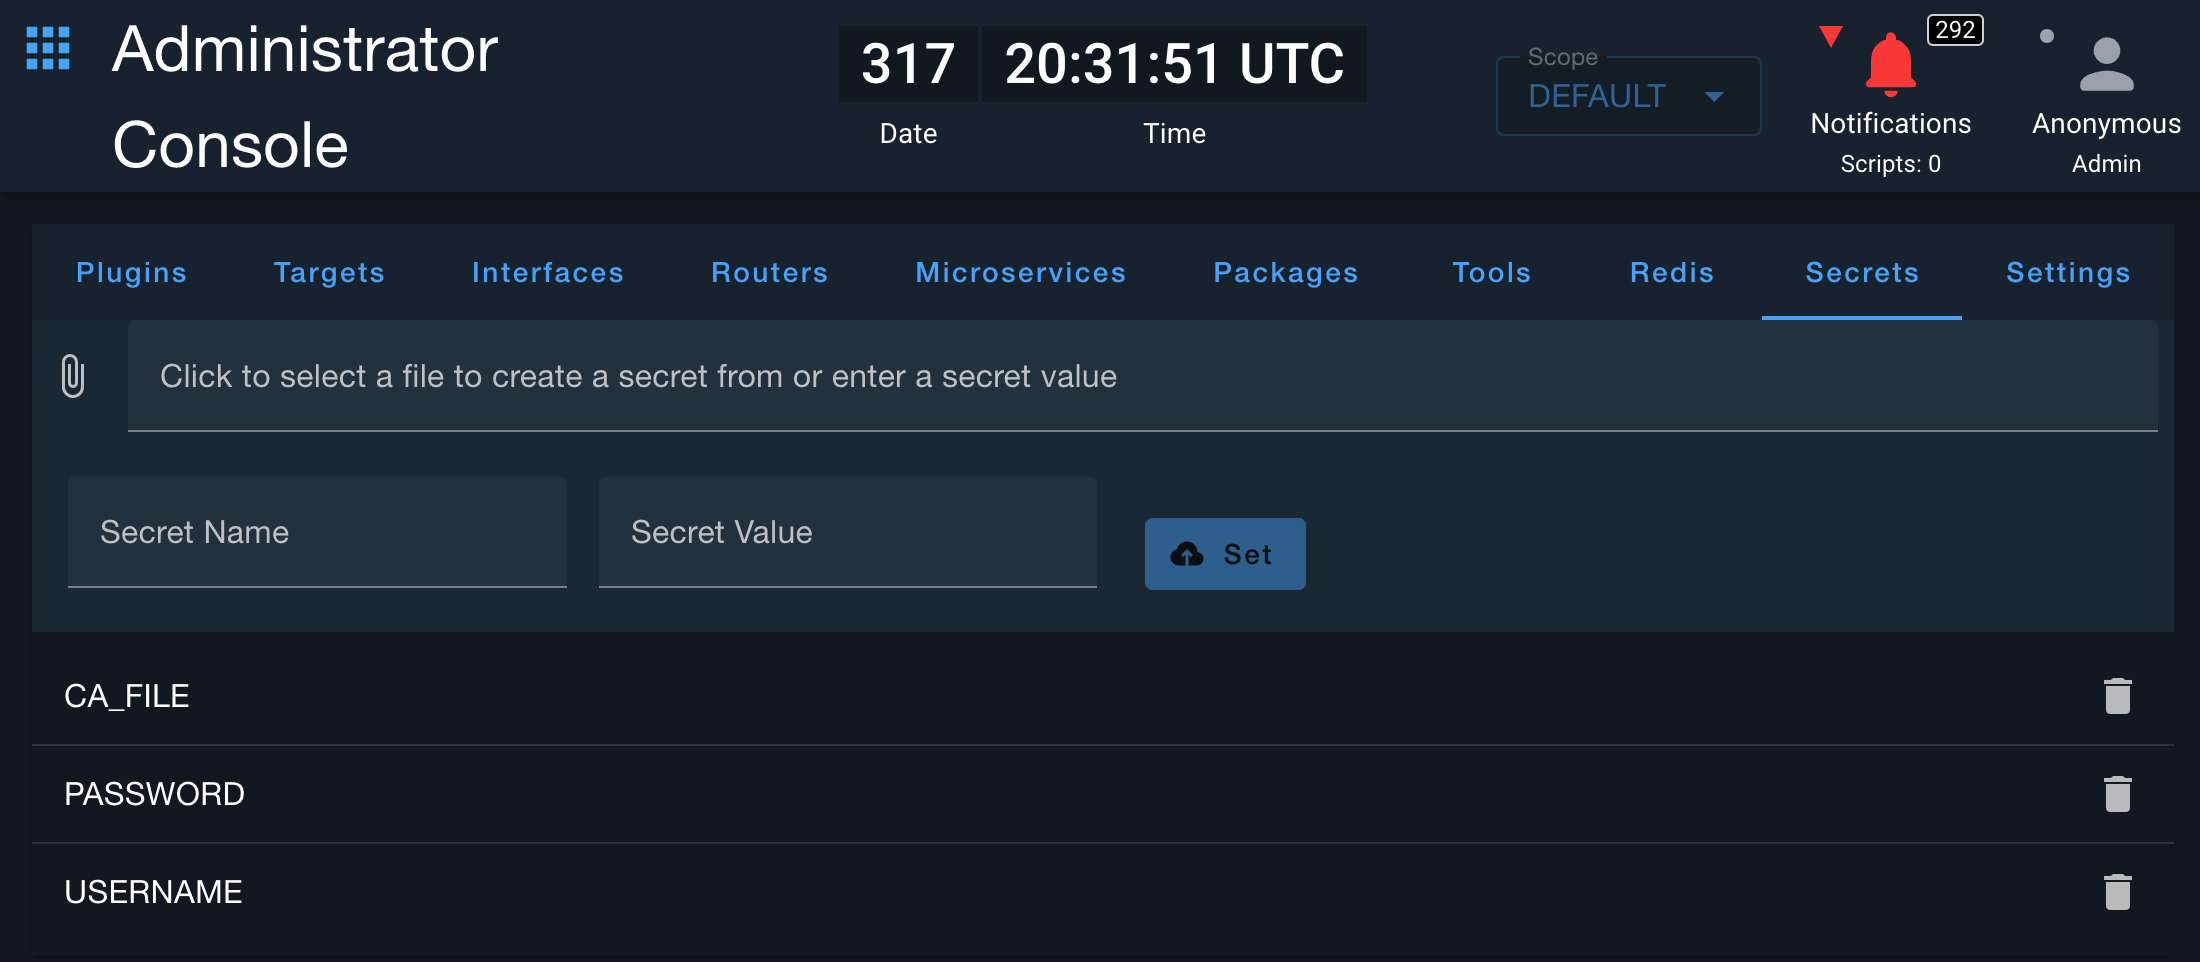 Administrator
Console
317
20:31:51 UTC
Date
Time
Scope
DEFAULT
292
Notifications
Scripts: 0
Anonymous
Admin
Plugins
Targets
Interfaces
Routers
Microservices
Packages
Tools
Redis
Secrets
Settings
Click to select a file to create a secret from or enter a secret value
Secret Name
Secret Value
Set
CA_FILE
PASSWORD
USERNAME